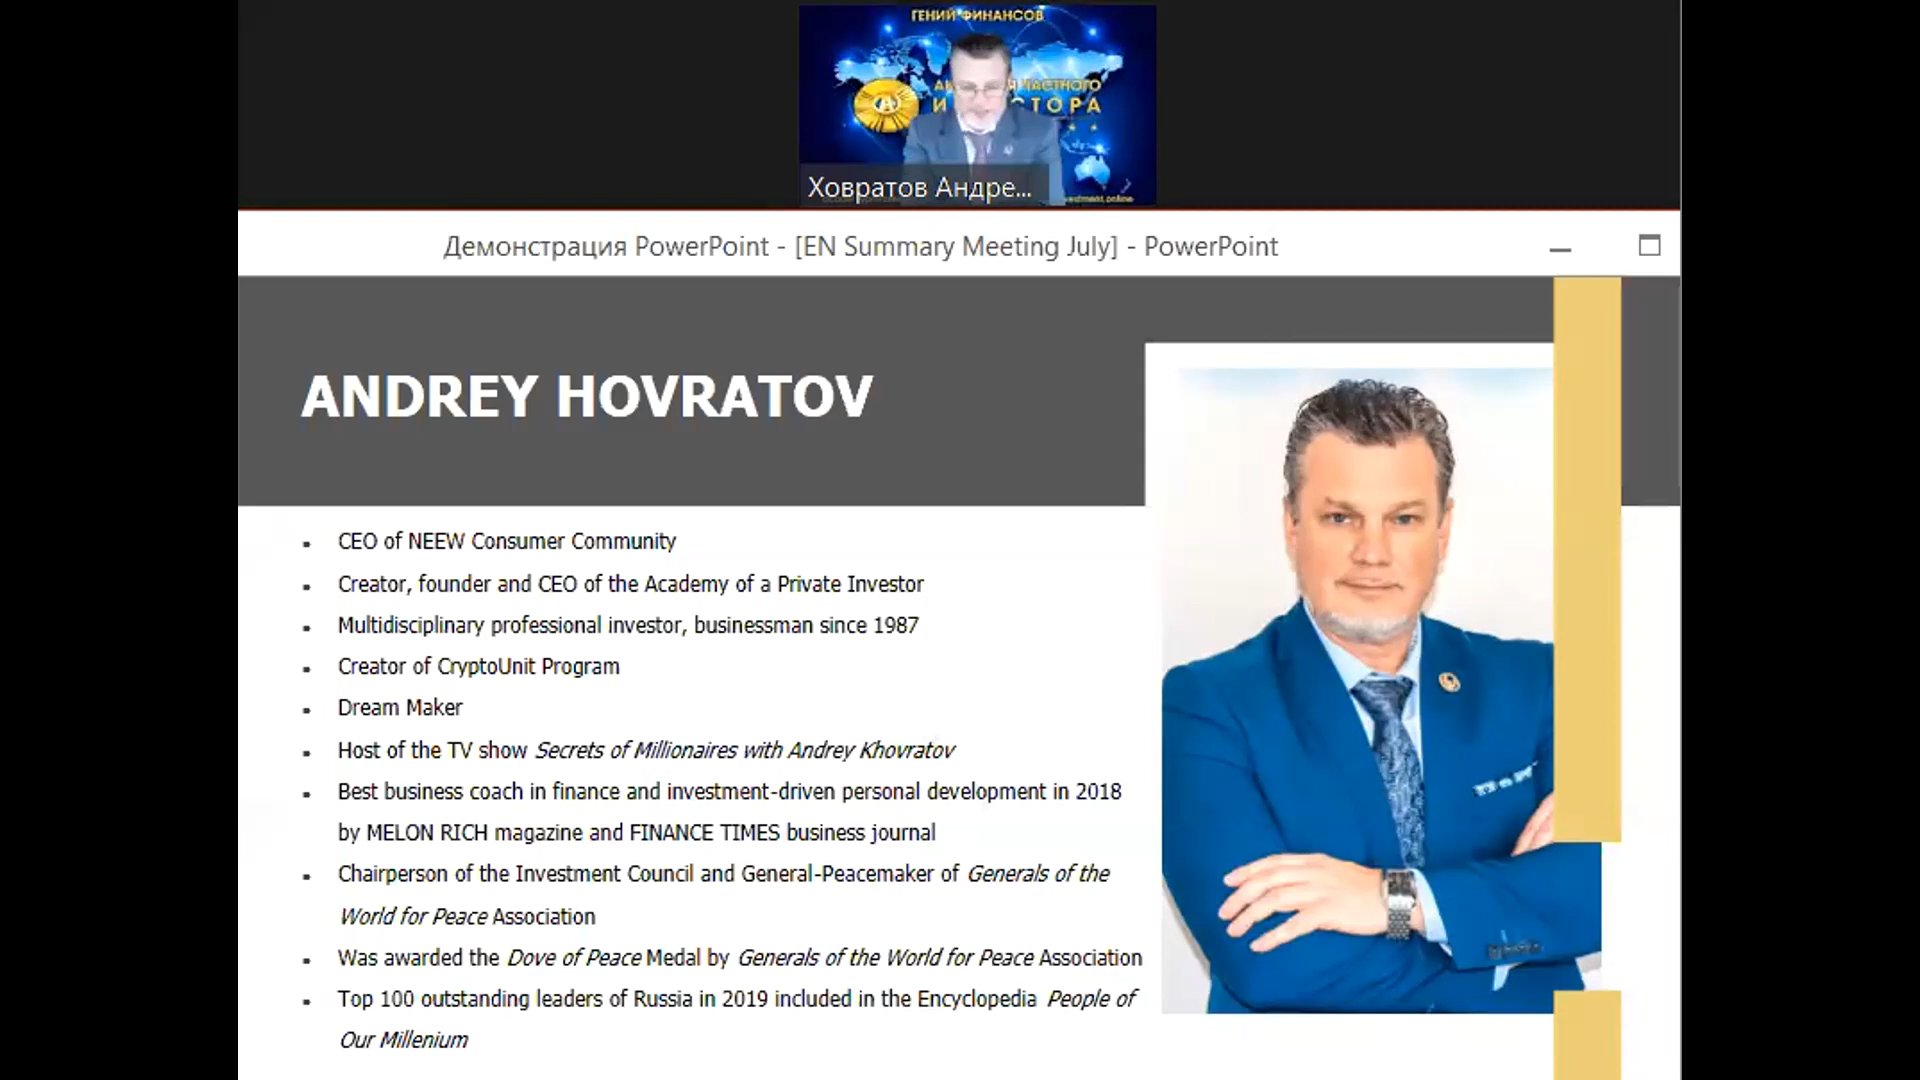 ГЕНИЙ ФИНАНСОВ
ЧАСТНОГО
Ховратов Андре...
Демонстрация PowerPoint - [EN Summary Meeting July] - PowerPoint
ANDREY HOVRATOV
CEO of NEEW Consumer Community
Creator, founder and CEO of the Academy of a Private Investor
Multidisciplinary professional investor, businessman since 1987
Creator of CryptoUnit Program
Dream Maker
Host of the TV show Secrets of Millionaires with Andrey Khovratov
Best business coach in finance and investment-driven personal development in 2018
by MELON RICH magazine and FINANCE TIMES business journal
Chairperson of the Investment Council and General-Peacemaker of Generals of the
World for Peace Association
Was awarded the Dove of Peace Medal by Generals of the World for Peace Association
Top 100 outstanding leaders of Russia in 2019 included in the Encyclopedia People of
Our Millenium